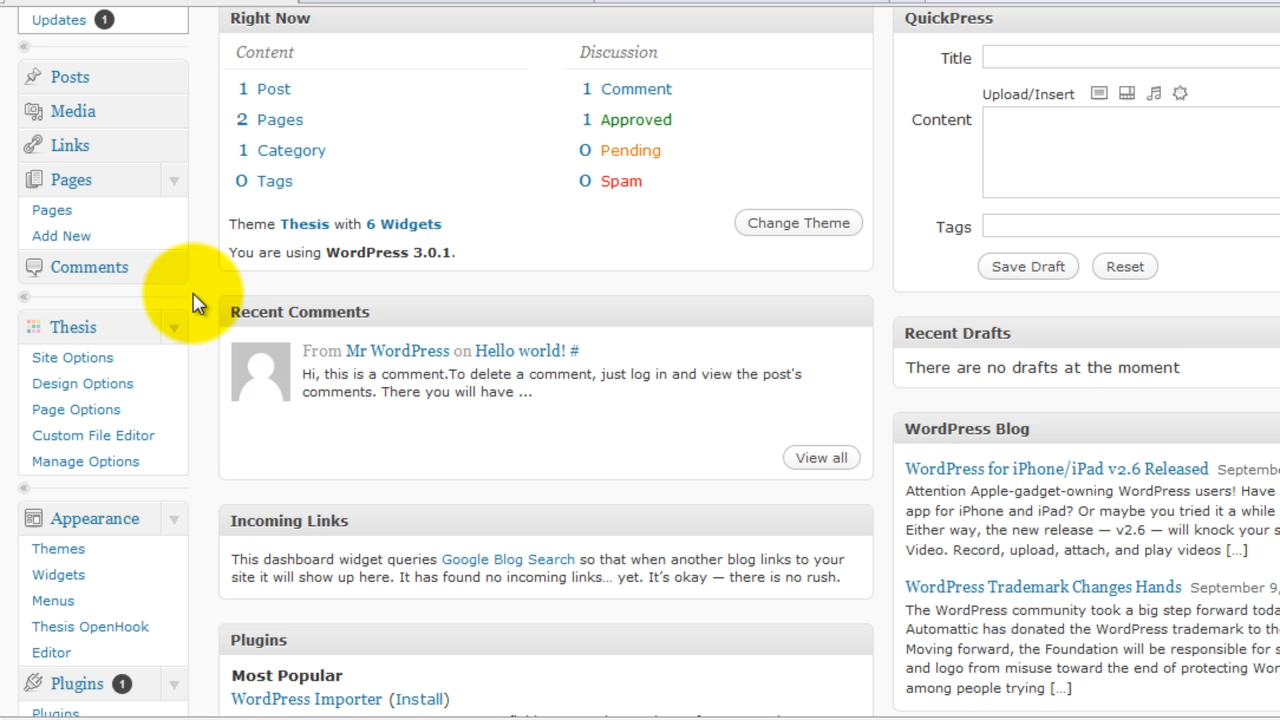 Updates 1
Posts
Media
Links
Pages
Pages
Add New
Comments
Thesis
Site Options
Design Options
Page Options
Custom File Editor
Manage Options
Appearance
Themes
Widgets
Menus
Thesis OpenHook
Editor
Plugins 1
Plugins
Right Now
Content
1 Post
2 Pages
1 Category
0 Tags
Discussion
1 Comment
1 Approved
0 Pending
0 Spam
Theme Thesis with 6 Widgets
Change Theme
You are using WordPress 3.0.1.
Recent Comments
From Mr WordPress on Hello world! #
Hi, this is a comment.To delete a comment, just log in and view the post's
comments. There you will have ...
View all
Incoming Links
This dashboard widget queries Google Blog Search so that when another blog links to your
site it will show up here. It has found no incoming links… yet. It’s okay — there is no rush.
Plugins
Most Popular
WordPress Importer (Install)
QuickPress
Title
Upload/Insert
Content
Tags
Save Draft
Reset
Recent Drafts
There are no drafts at the moment
WordPress Blog
WordPress for iPhone/iPad v2.6 Released
Attention Apple-gadget-owning WordPress users! Have
app for iPhone and iPad? Or maybe you tried it a while
Either way, the new release — v2.6 — will knock your s
Video. Record, upload, attach, and play videos […]
WordPress Trademark Changes Hands September 9,
The WordPress community took a big step forward toda
Automattic has donated the WordPress trademark to th
Moving forward, the Foundation will be responsible for s
and logo from misuse toward the end of protecting Wor
among people trying […]